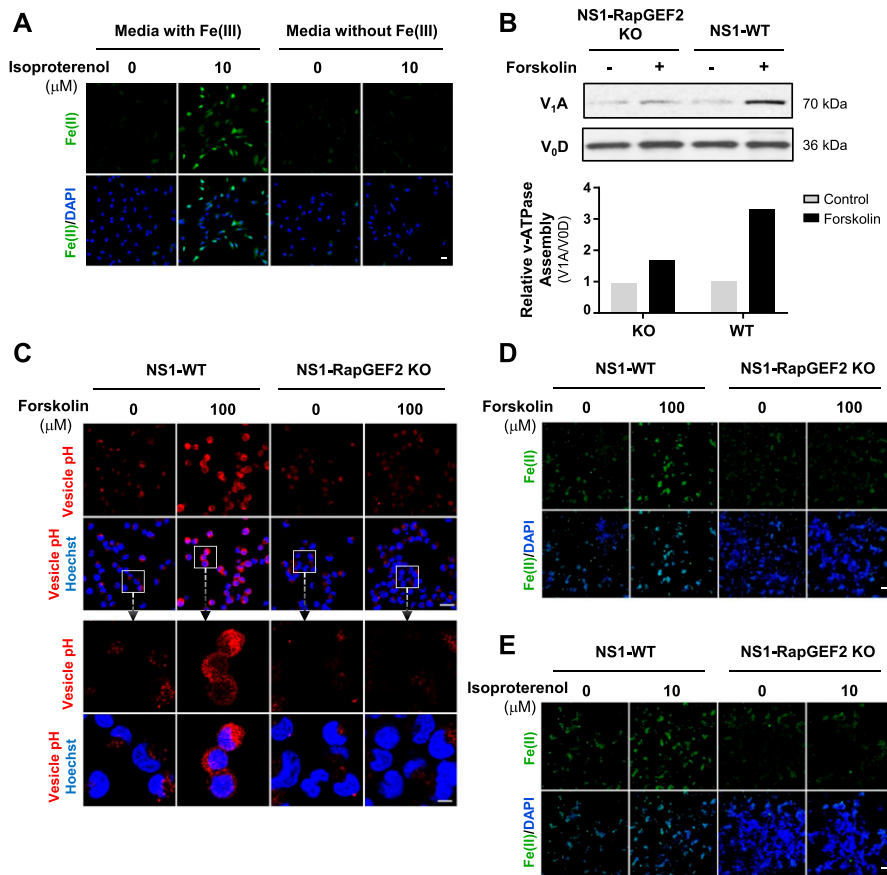 A
Media with Fe(III)
Media without Fe(III)
Isoproterenol
(μM)
0
10
0
10
Fe(II)
Fe(II)/DAPI
B
NS1-RapGEF2
KO
NS1-WT
Forskolin
-
+
-
+
V1A
70 kDa
V0D
36 kDa
Relative v-ATPase
Assembly
(V1A/V0D)
4
3
2
1
0
KO
WT
Control
Forskolin
C
NS1-WT
NS1-RapGEF2 KO
Forskolin
(μM)
0
100
0
100
Vesicle pH
Vesicle pH
Hoechst
Vesicle pH
Vesicle pH
Hoechst
D
NS1-WT
NS1-RapGEF2 KO
Forskolin
(μM)
0
100
0
100
Fe(II)
Fe(II)/DAPI
E
NS1-WT
NS1-RapGEF2 KO
Isoproterenol
(μM)
0
10
0
10
Fe(II)
Fe(II)/DAPI